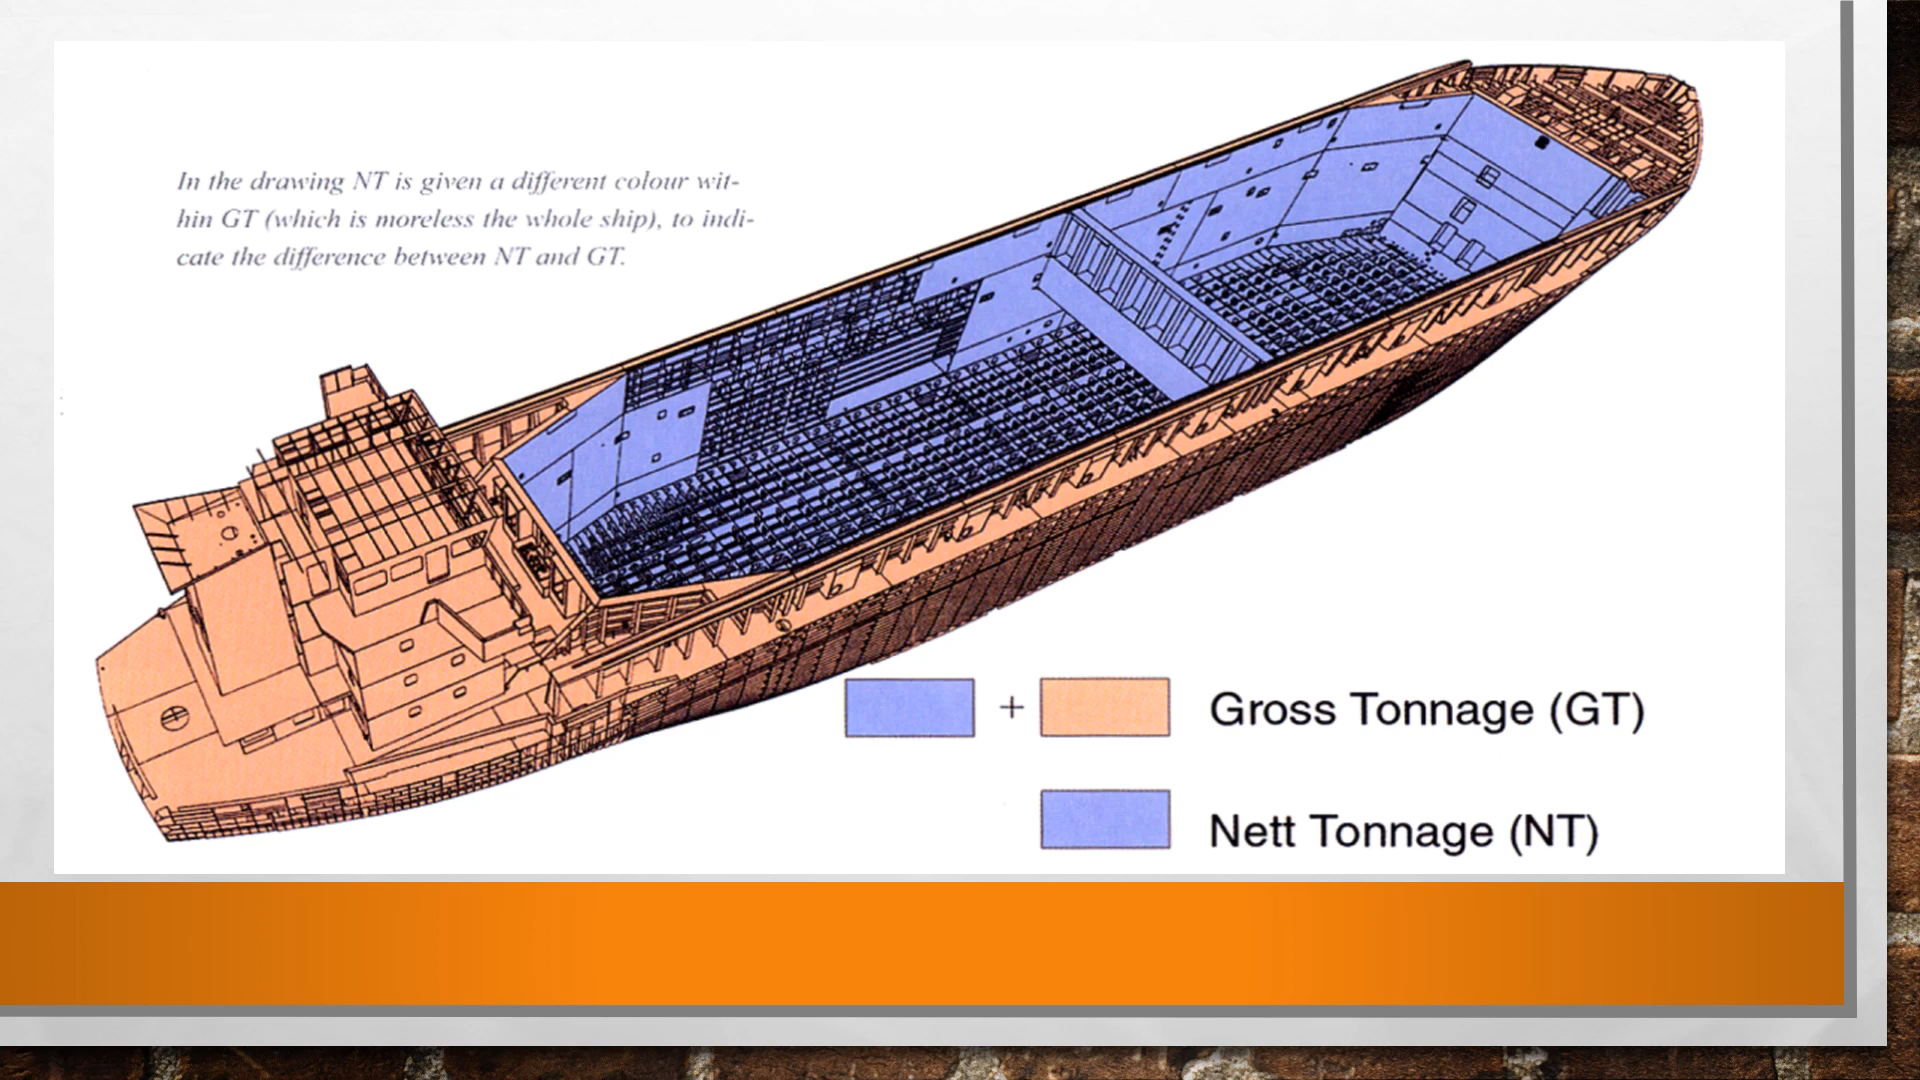 In the drawing NT is given a different colour wit-
hin GT (which is moreless the whole ship), to indi-
cate the difference between NT and GT.
+ Gross Tonnage (GT)
Nett Tonnage (NT)